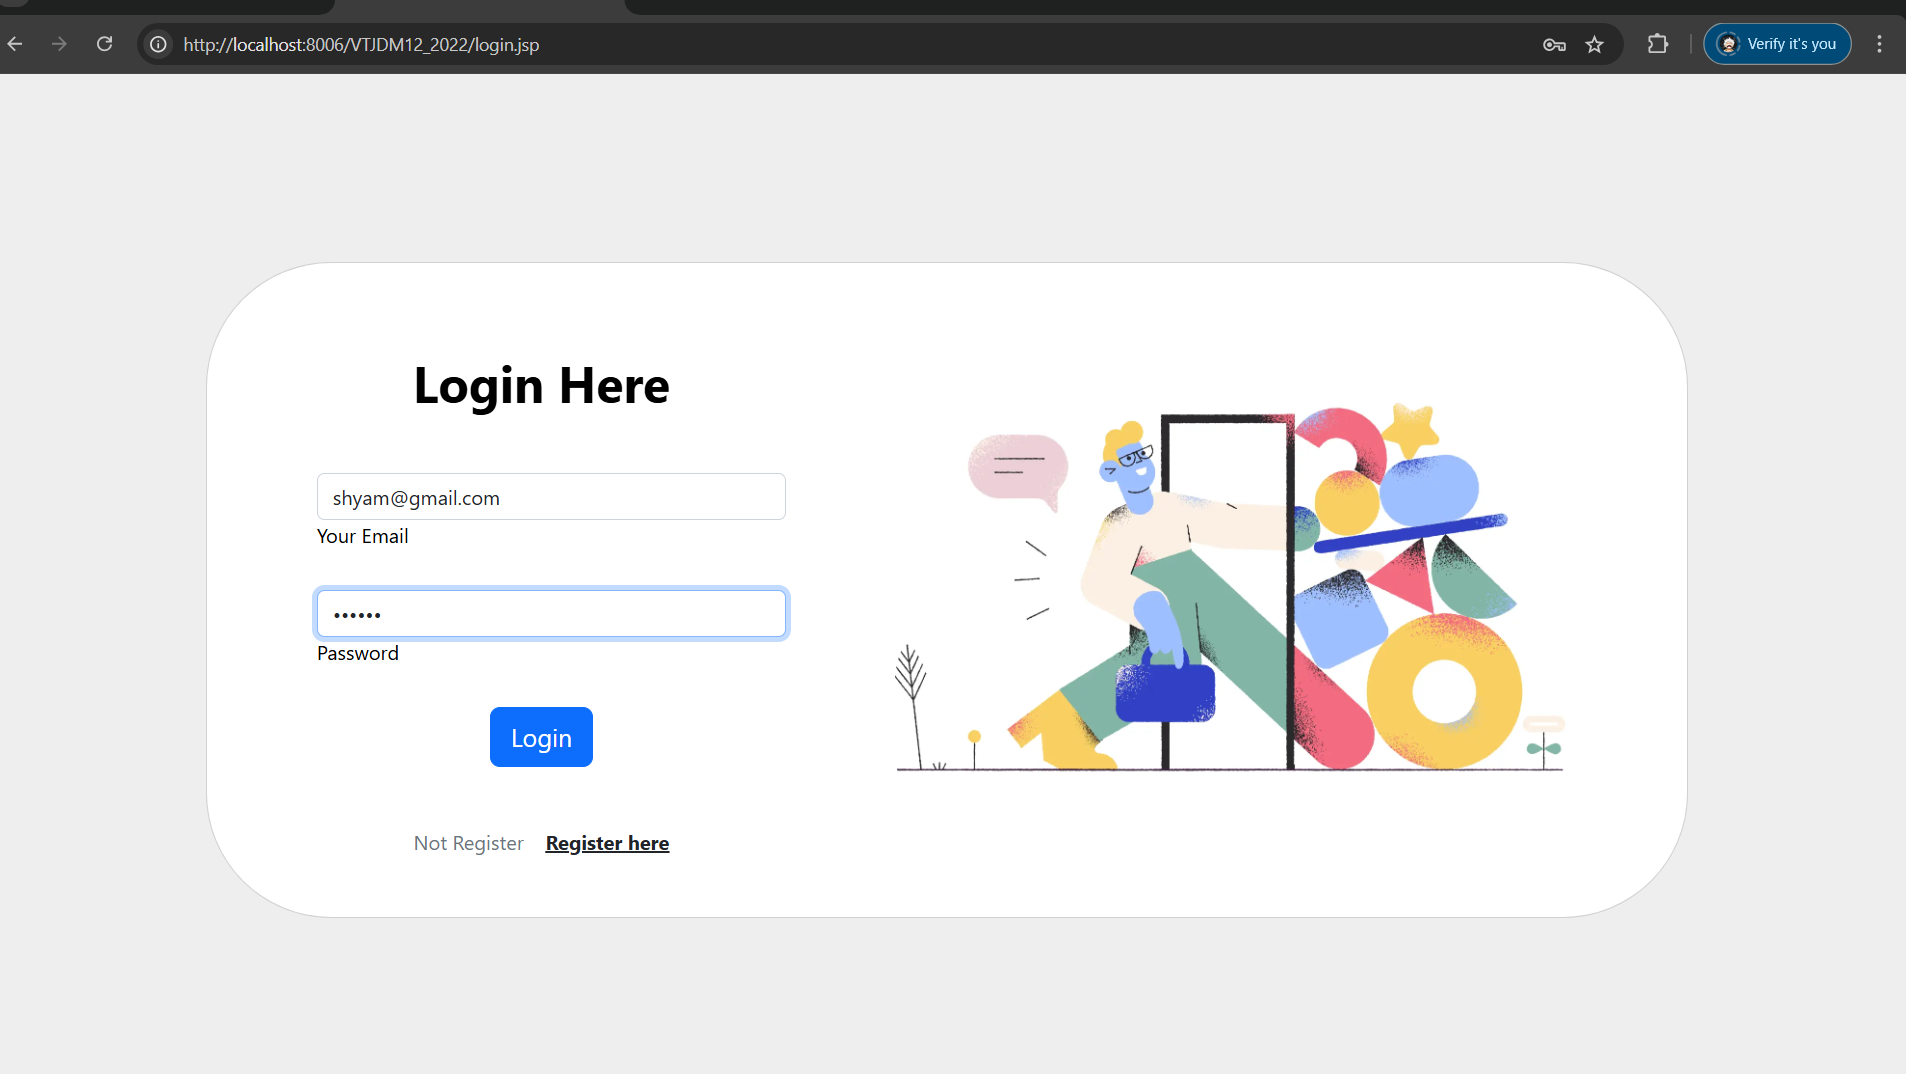 http://localhost:8006/VTJDM12_2022/login.jsp
Verify it's you
Login Here
shyam@gmail.com
Your Email
••••••
Password
Login
Not Register Register here